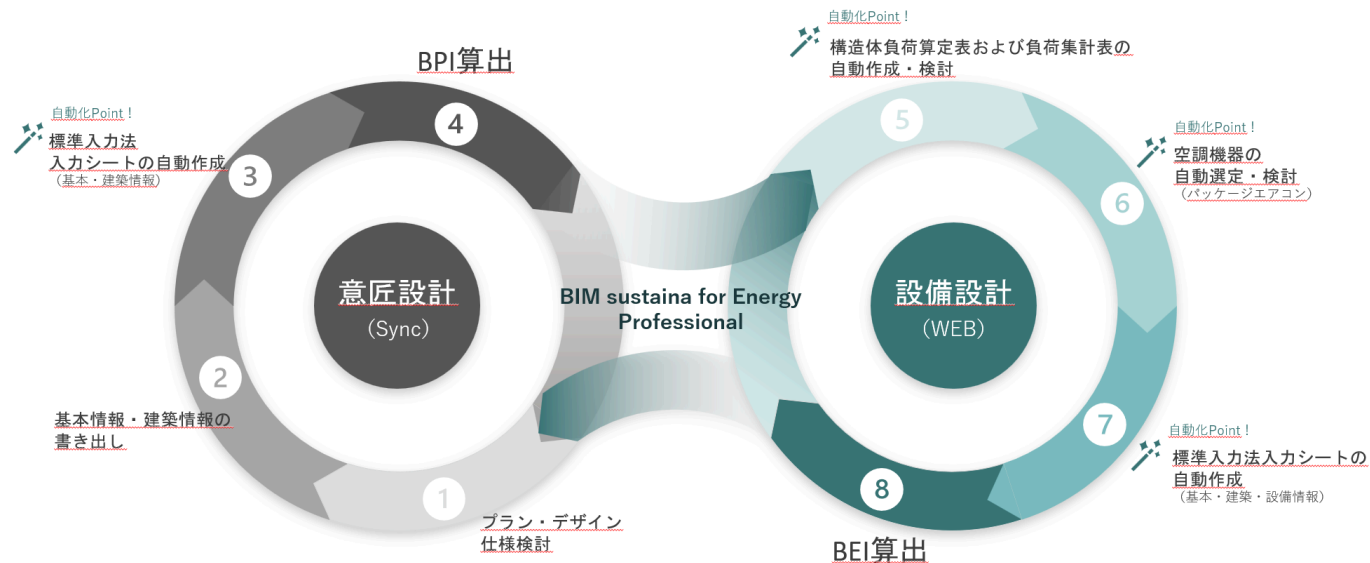 BPI算出
4
自動化Point！
標準入力法
入力シートの自動作成
（基本・建築情報）
3
意匠設計
（Sync）
2
基本情報・建築情報の
書き出し
1
プラン・デザイン
仕様検討
BIM sustaina for Energy
Professional
自動化Point！
構造体負荷算定表および負荷集計表の
自動作成・検討
5
自動化Point！
空調機器の
自動選定・検討
（パッケージエアコン）
6
設備設計
（WEB）
7
自動化Point！
標準入力法入力シートの
自動作成
（基本・建築・設備情報）
8
BEI算出